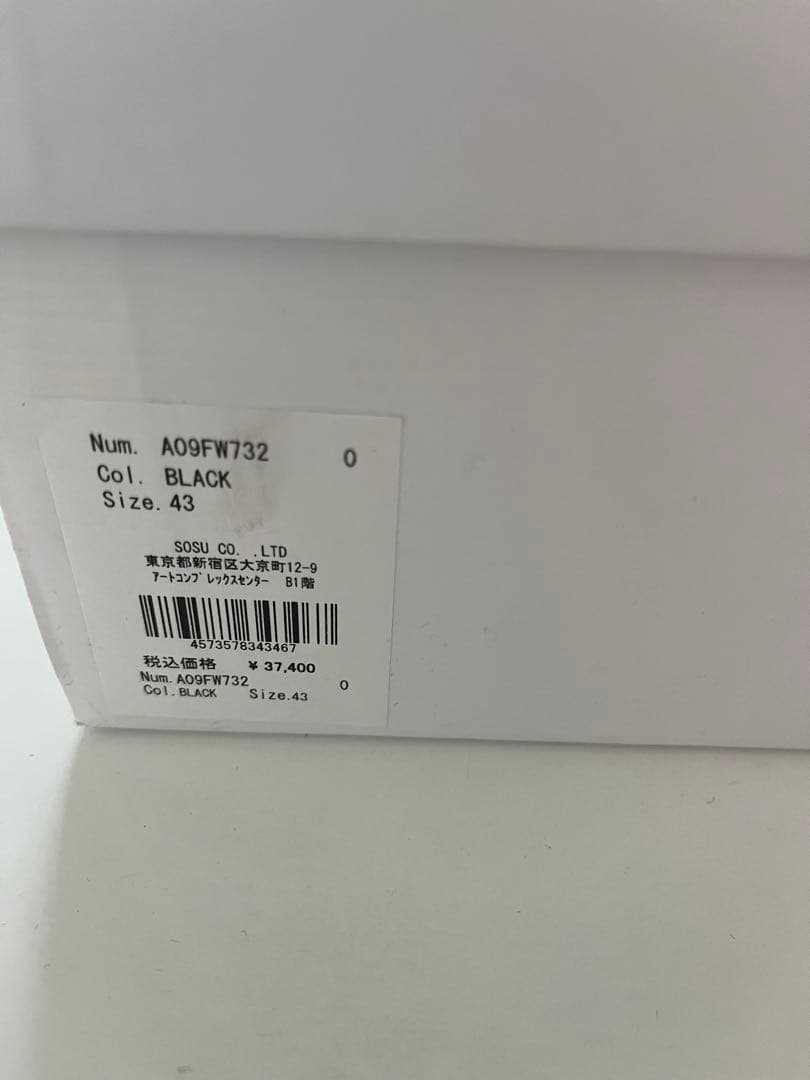 Num. A09FW732 0
Col. BLACK
Size. 43
SOSU CO. ,LTD
東京都新宿区大京町12-9
ｱｰﾄｺﾝﾌﾟﾚｯｸｽｾﾝﾀｰ B1階
4573578343467
税込価格 ¥ 37,400
Num. A09FW732 0
Col. BLACK Size. 43